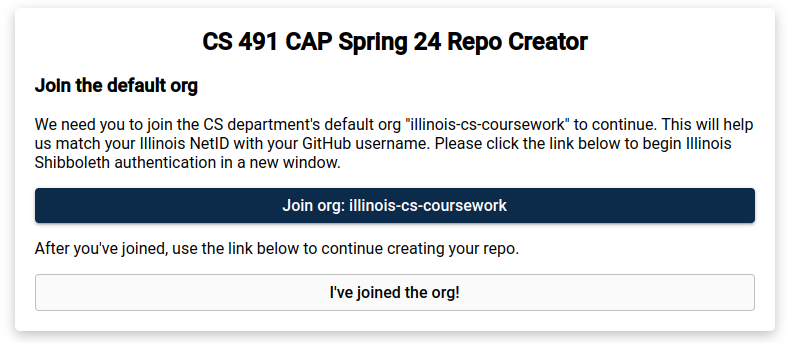 CS 491 CAP Spring 24 Repo Creator
Join the default org
We need you to join the CS department's default org "illinois-cs-coursework" to continue. This will help
us match your Illinois NetID with your GitHub username. Please click the link below to begin Illinois
Shibboleth authentication in a new window.
Join org: illinois-cs-coursework
After you've joined, use the link below to continue creating your repo.
I've joined the org!